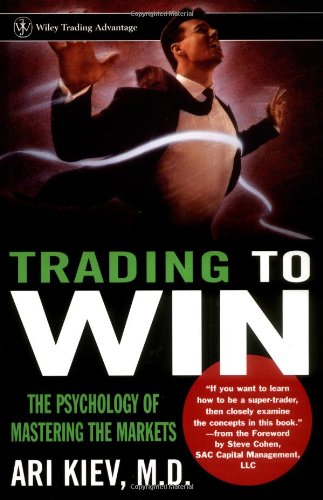 Wiley Trading Advantage
TRADING TO
WIN
THE PSYCHOLOGY OF
MASTERING THE MARKETS
"If you want to learn
how to be a super-trader,
then closely examine
the concepts in this book."
—from the Foreword by
Steve Cohen,
SAC Capital Management,
LLC
ARI KIEV, M.D.